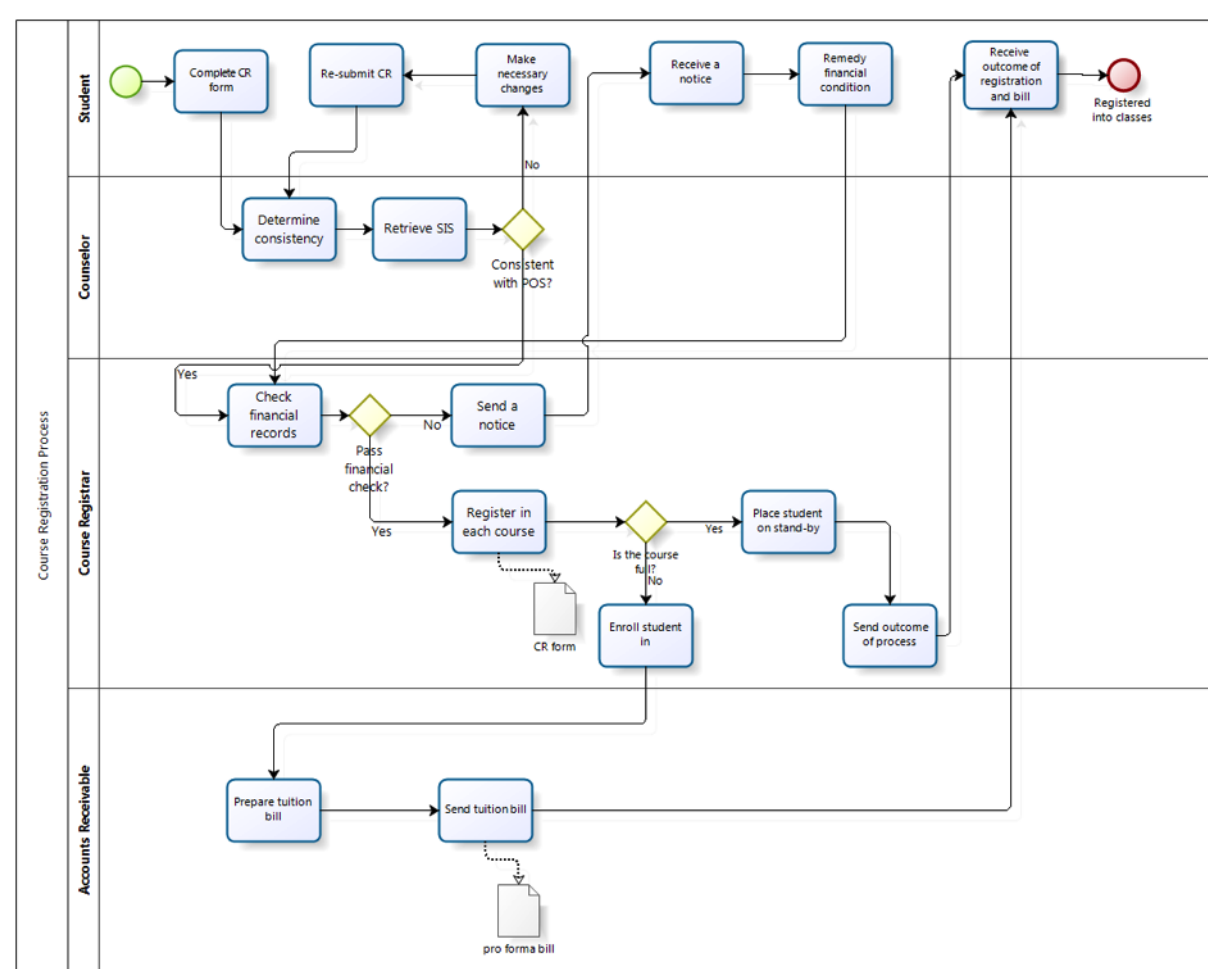 Course Registration Process
Student
Complete CR
form
Re-submit CR
Make
necessary
changes
Receive a
notice
Remedy
financial
condition
Receive
outcome of
registration
and bill
Registered
into classes
No
Counselor
Determine
consistency
Retrieve SIS
Consistent
with POS?
Course Registrar
Yes
Check
financial
records
Pass
financial
check?
No
Send a
notice
Yes
Register in
each course
CR form
Is the course
full?
Yes
No
Place student
on stand-by
Enroll student
in
Send outcome
of process
Accounts Receivable
Prepare tuition
bill
Send tuition bill
pro forma bill